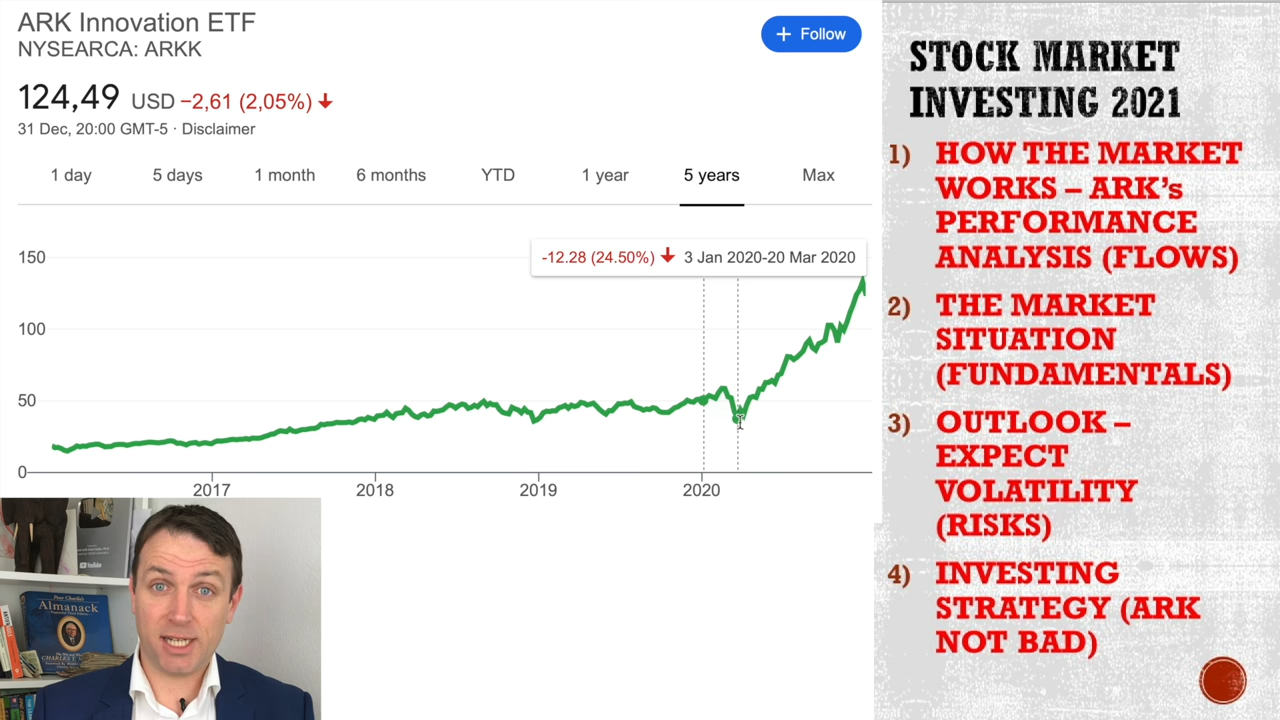 ARK Innovation ETF
NYSEARCA: ARKK
+ Follow
124,49 USD −2,61 (2,05%) ↓
31 Dec, 20:00 GMT-5 · Disclaimer
1 day 5 days 1 month 6 months YTD 1 year 5 years Max
-12.28 (24.50%) ↓ 3 Jan 2020-20 Mar 2020
150
100
50
0
2017 2018 2019 2020
YouTube
Poor Charlie's
Almanack
STOCK MARKET
INVESTING 2021
1) HOW THE MARKET
WORKS – ARK's
PERFORMANCE
ANALYSIS (FLOWS)
2) THE MARKET
SITUATION
(FUNDAMENTALS)
3) OUTLOOK –
EXPECT
VOLATILITY
(RISKS)
4) INVESTING
STRATEGY (ARK
NOT BAD)